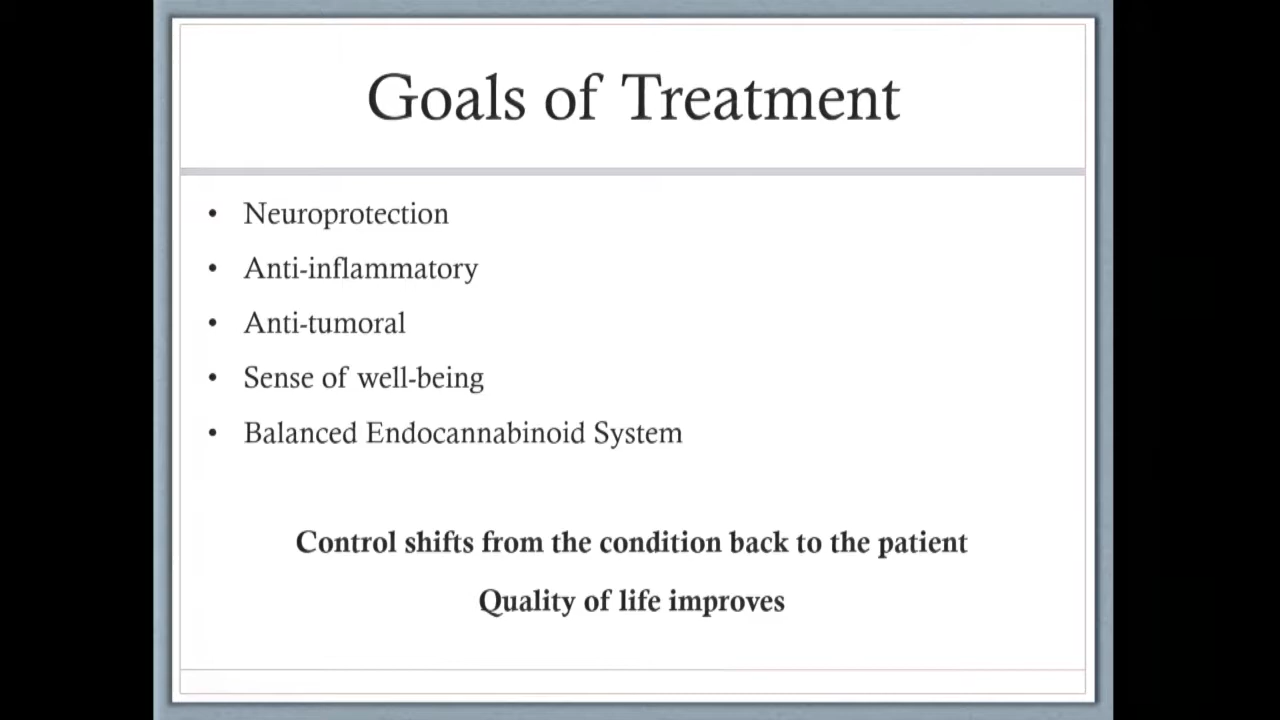 Goals of Treatment
• Neuroprotection
• Anti-inflammatory
• Anti-tumoral
• Sense of well-being
• Balanced Endocannabinoid System
Control shifts from the condition back to the patient
Quality of life improves